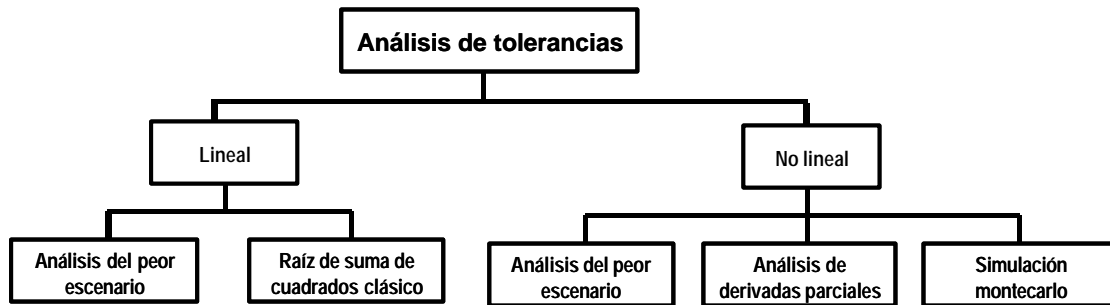 Análisis de tolerancias
Lineal
No lineal
Análisis del peor
escenario
Raíz de suma de
cuadrados clásico
Análisis del peor
escenario
Análisis de
derivadas parciales
Simulación
montecarlo